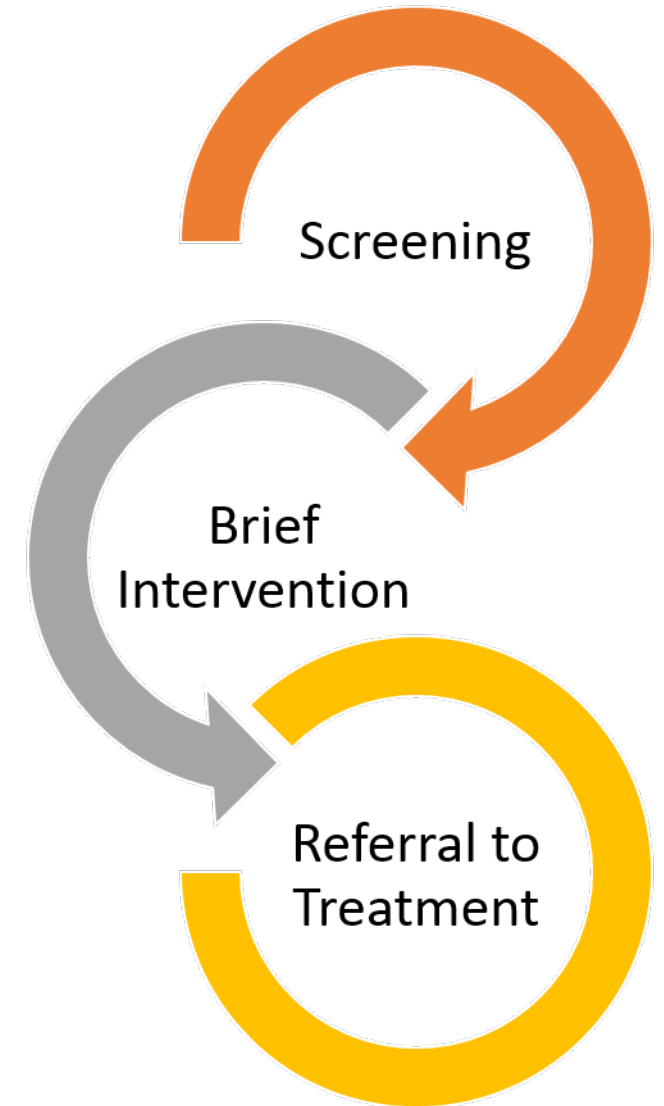 Screening
Brief
Intervention
Referral to
Treatment